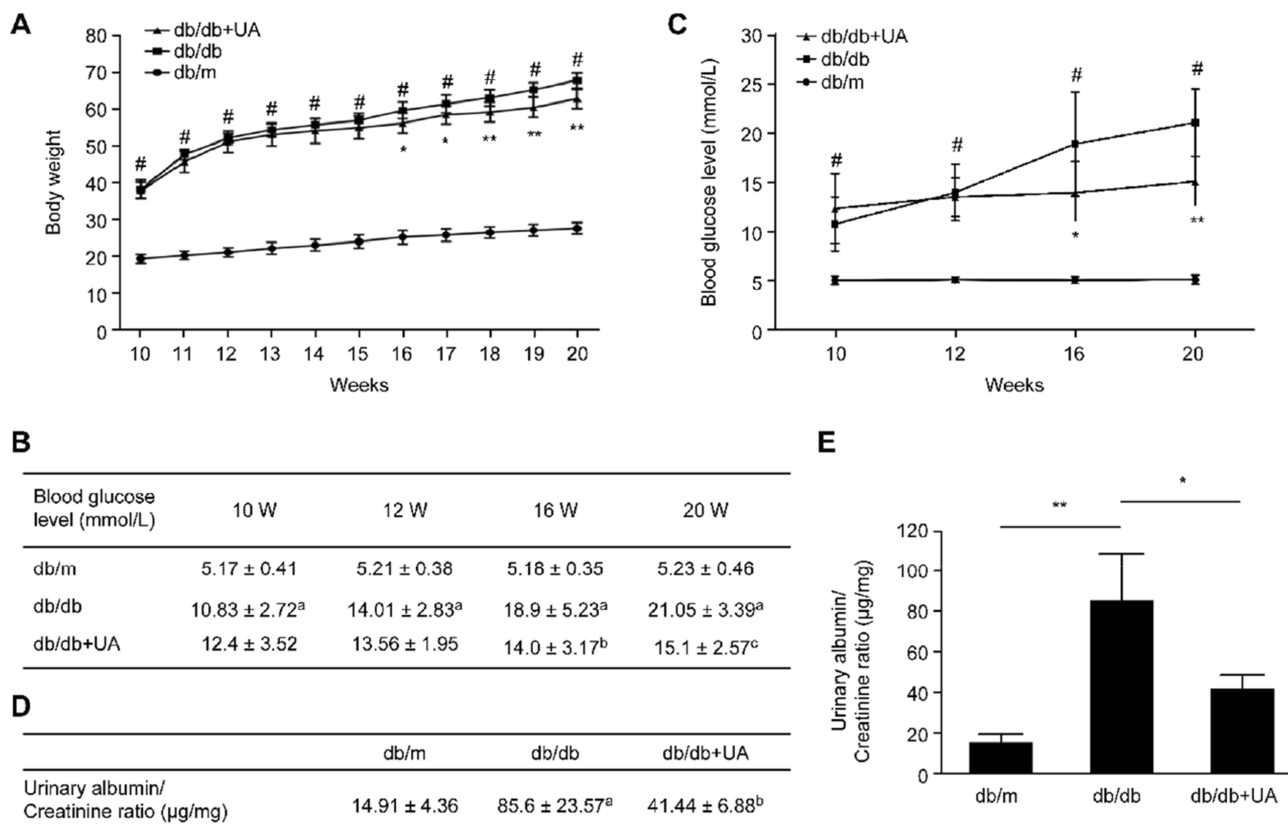 A
db/db+UA
db/db
db/m
Body weight
80
70
60
50
40
30
20
10
0
# # # # # # # # # # #
* * ** ** **
10 11 12 13 14 15 16 17 18 19 20
Weeks
C
db/db+UA
db/db
db/m
Blood glucose level (mmol/L)
30
25
20
15
10
5
0
# # # #
* **
10 12 16 20
Weeks
B
Blood glucose
level (mmol/L) 10 W 12 W 16 W 20 W
db/m 5.17 ± 0.41 5.21 ± 0.38 5.18 ± 0.35 5.23 ± 0.46
db/db 10.83 ± 2.72a 14.01 ± 2.83a 18.9 ± 5.23a 21.05 ± 3.39a
db/db+UA 12.4 ± 3.52 13.56 ± 1.95 14.0 ± 3.17b 15.1 ± 2.57c
D
db/m db/db db/db+UA
Urinary albumin/
Creatinine ratio (µg/mg) 14.91 ± 4.36 85.6 ± 23.57a 41.44 ± 6.88b
E
Urinary albumin/
Creatinine ratio (µg/mg)
** *
120
100
80
60
40
20
0
db/m db/db db/db+UA